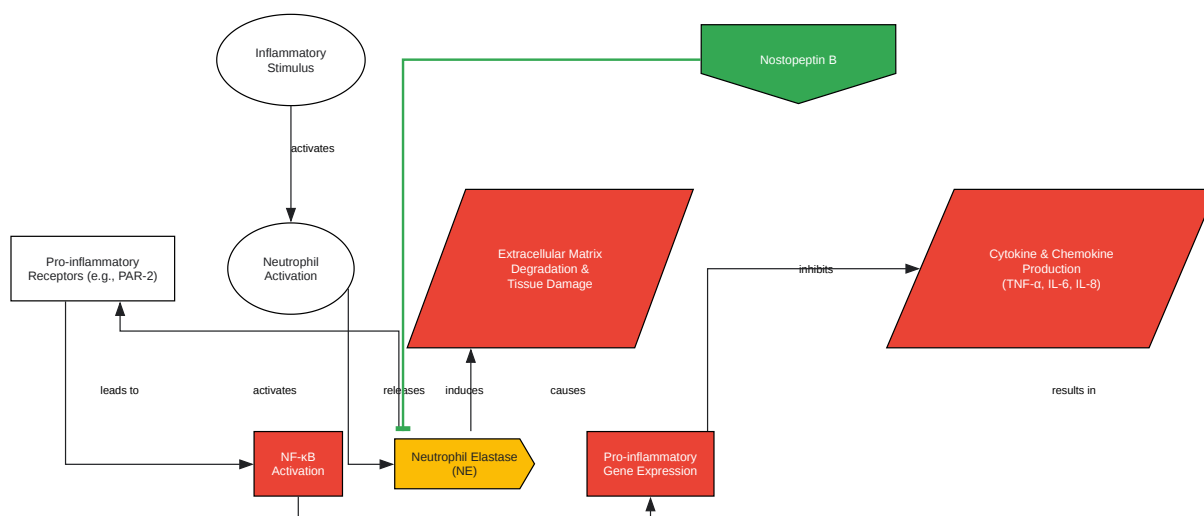 Inflammatory
Stimulus
Nostopeptin B
activates
Pro-inflammatory
Receptors (e.g., PAR-2)
Neutrophil
Activation
Extracellular Matrix
Degradation &
Tissue Damage
inhibits
Cytokine & Chemokine
Production
(TNF-α, IL-6, IL-8)
leads to
activates
releases
induces
causes
results in
NF-κB
Activation
Neutrophil Elastase
(NE)
Pro-inflammatory
Gene Expression